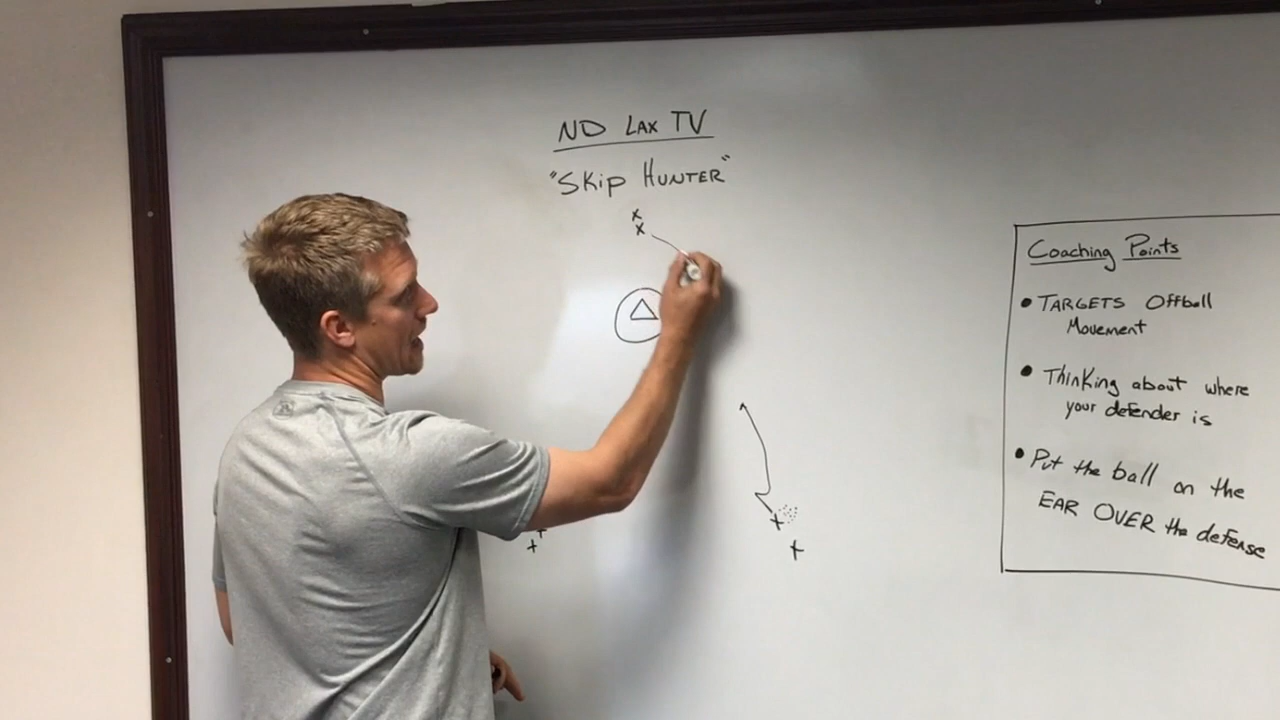 ND LAX TV
"SKip HUNTER"
x
x
x
x
x
Coaching Points
• TARGETS Offball
Movement
• Thinking about where
your defender is
• Put the ball on the
EAR OVER the defense